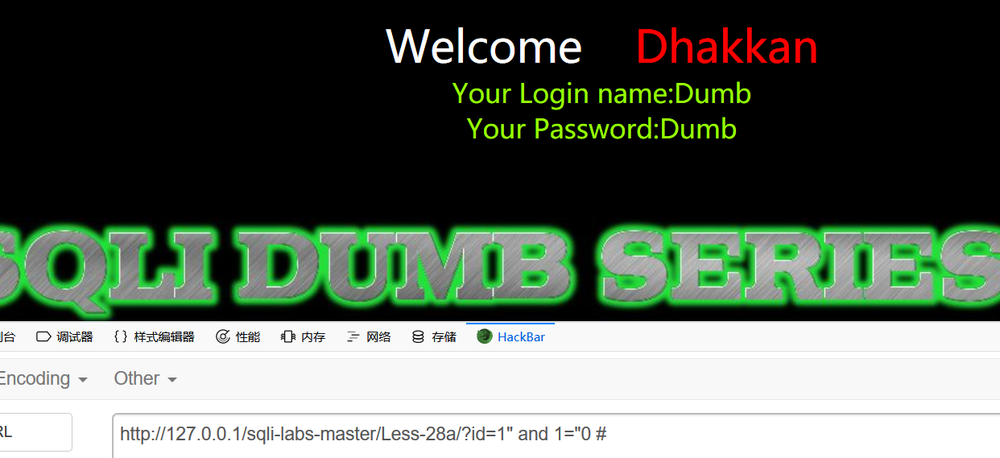 Welcome Dhakkan
Your Login name:Dumb
Your Password:Dumb
SQLI DUMB SERIES
台 调试器 {} 样式编辑器 性能 内存 网络 存储 HackBar
Encoding Other
RL
http://127.0.0.1/sqli-labs-master/Less-28a/?id=1" and 1="0 #